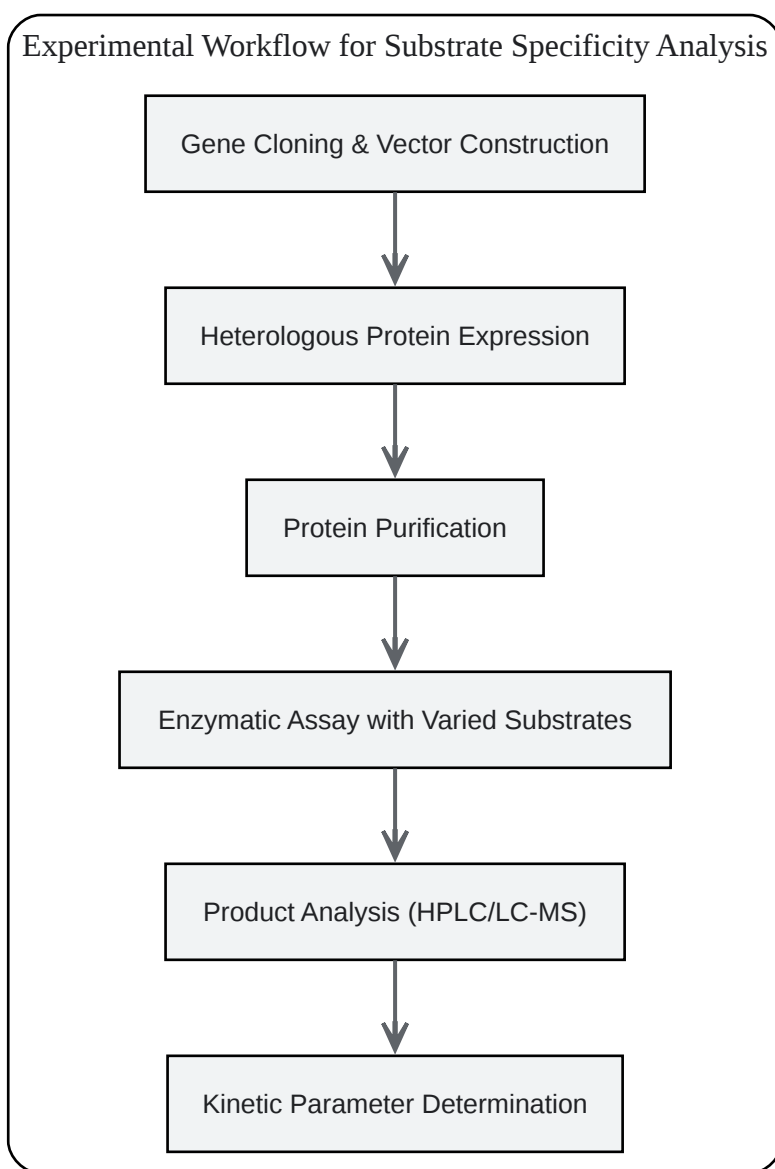 Experimental Workflow for Substrate Specificity Analysis
Gene Cloning & Vector Construction
Heterologous Protein Expression
Protein Purification
Enzymatic Assay with Varied Substrates
Product Analysis (HPLC/LC-MS)
Kinetic Parameter Determination